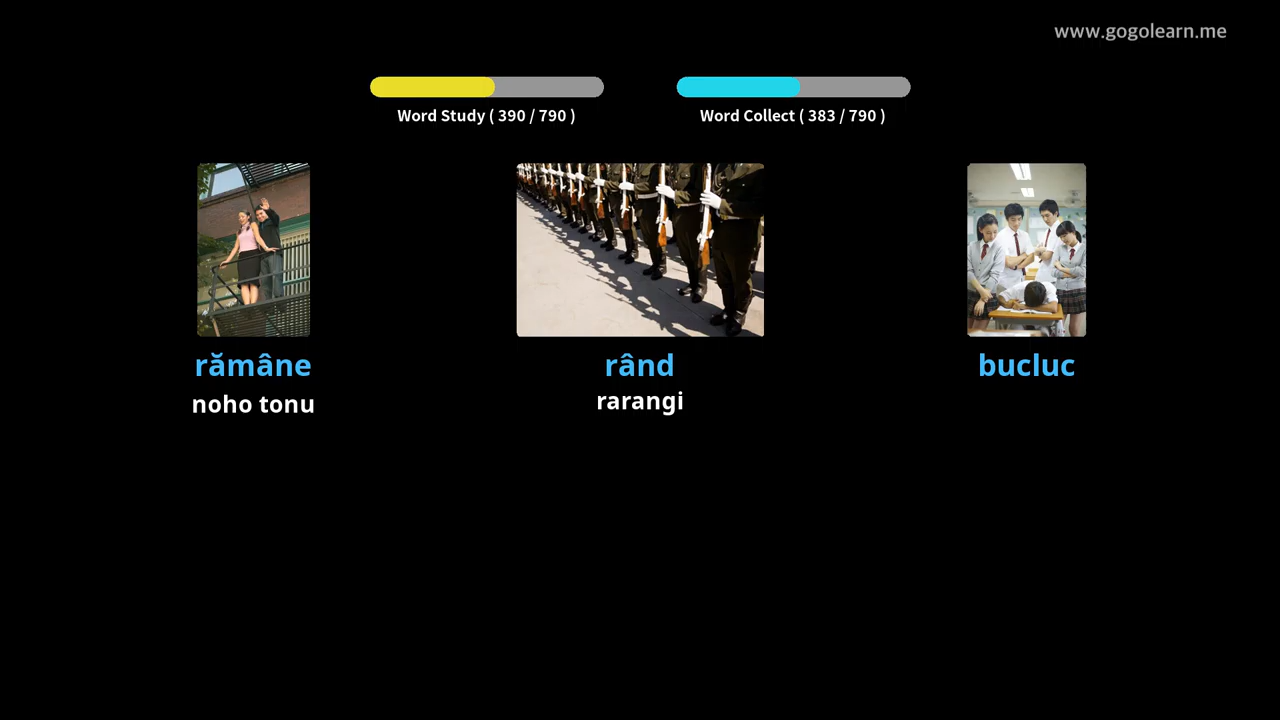 www.gogolearn.me
Word Study ( 390 / 790 )
Word Collect ( 383 / 790 )
rămâne
rând
bucluc
noho tonu
rarangi